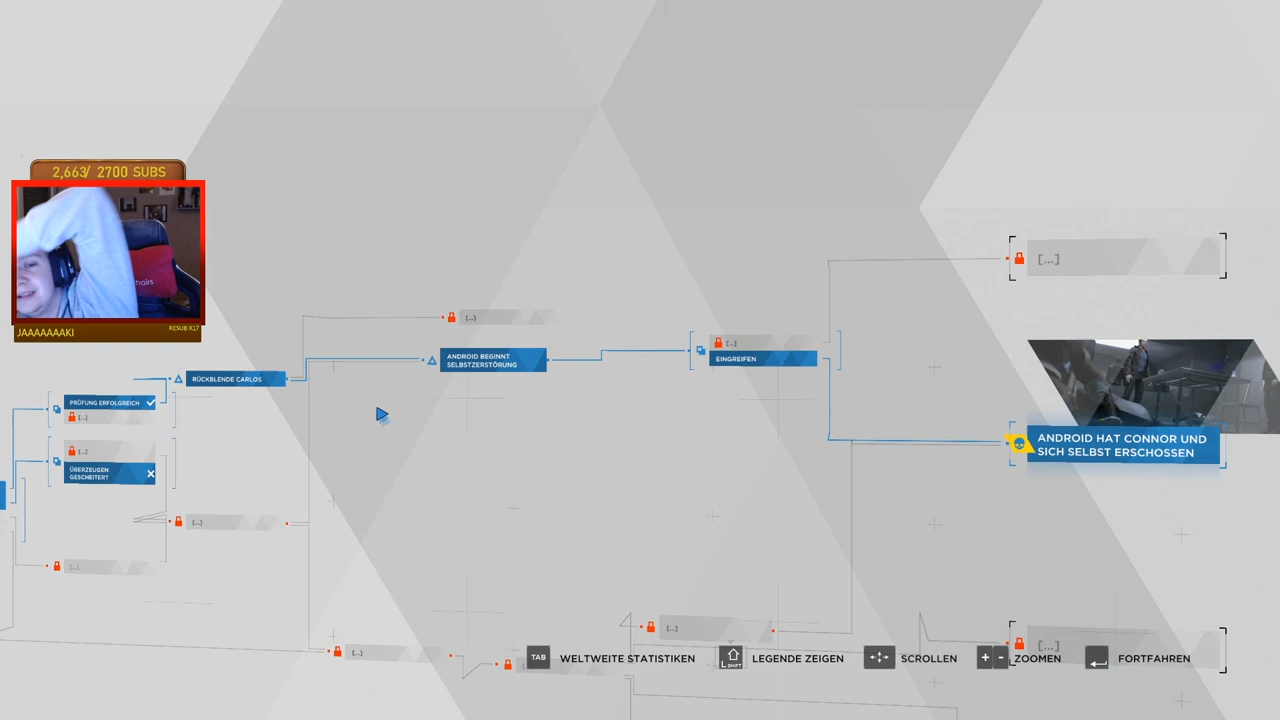 2,663/ 2700 SUBS
hairs
JAAAAAAAKI
RESUB X17
[...]
[...]
ANDROID BEGINNT
SELBSTZERSTÖRUNG
[...]
EINGREIFEN
RÜCKBLENDE CARLOS
PRÜFUNG ERFOLGREICH
[...]
[...]
ÜBERZEUGEN
GESCHEITERT
ANDROID HAT CONNOR UND
SICH SELBST ERSCHOSSEN
[...]
[...]
[...]
[...]
[...]
TAB
WELTWEITE STATISTIKEN
L SHIFT
LEGENDE ZEIGEN
SCROLLEN
+ -
ZOOMEN
FORTFAHREN